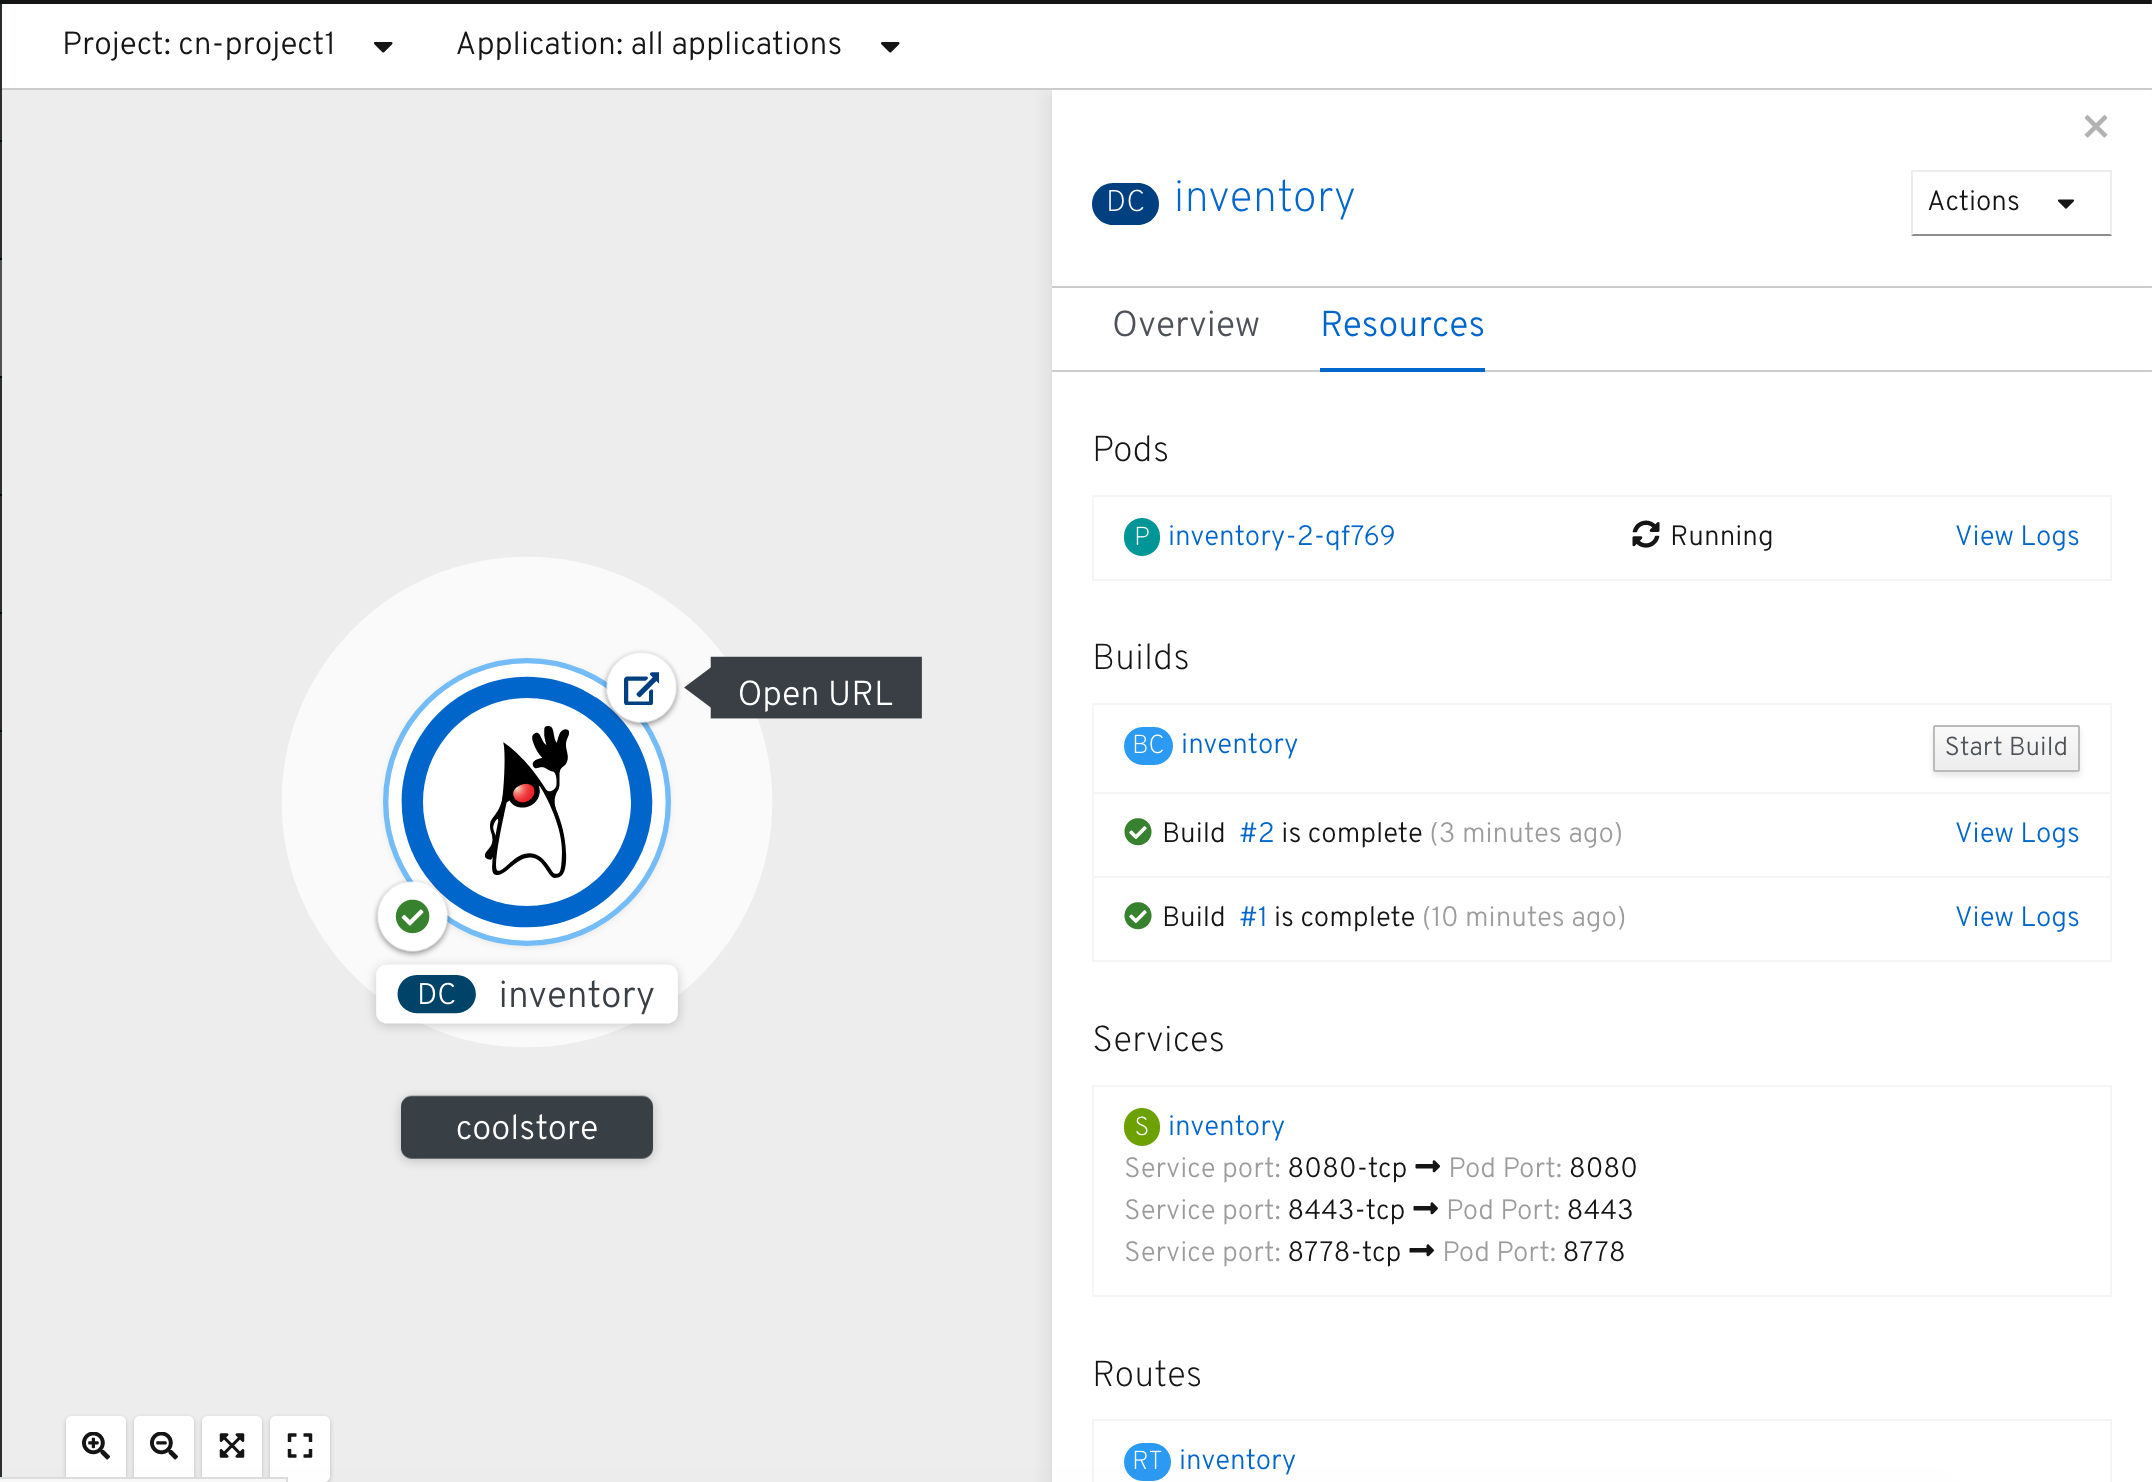 Project: cn-project1 Application: all applications
DC inventory Actions
Overview Resources
Pods
P inventory-2-qf769 Running View Logs
Builds
BC inventory Start Build
Build #2 is complete (3 minutes ago) View Logs
Build #1 is complete (10 minutes ago) View Logs
Services
S inventory
Service port: 8080-tcp → Pod Port: 8080
Service port: 8443-tcp → Pod Port: 8443
Service port: 8778-tcp → Pod Port: 8778
Routes
RT inventory
Open URL
DC inventory
coolstore